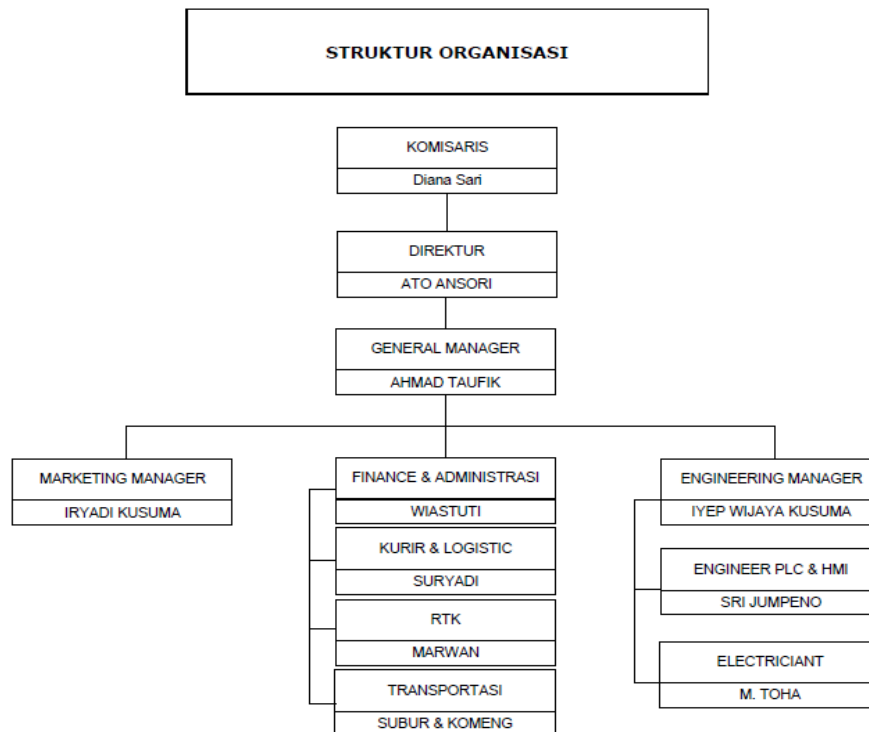 STRUKTUR ORGANISASI
KOMISARIS
Diana Sari
DIREKTUR
ATO ANSORI
GENERAL MANAGER
AHMAD TAUFIK
MARKETING MANAGER
IRYADI KUSUMA
FINANCE & ADMINISTRASI
WIASTUTI
KURIR & LOGISTIC
SURYADI
RTK
MARWAN
TRANSPORTASI
SUBUR & KOMENG
ENGINEERING MANAGER
IYEP WIJAYA KUSUMA
ENGINEER PLC & HMI
SRI JUMPENO
ELECTRICIANT
M. TOHA